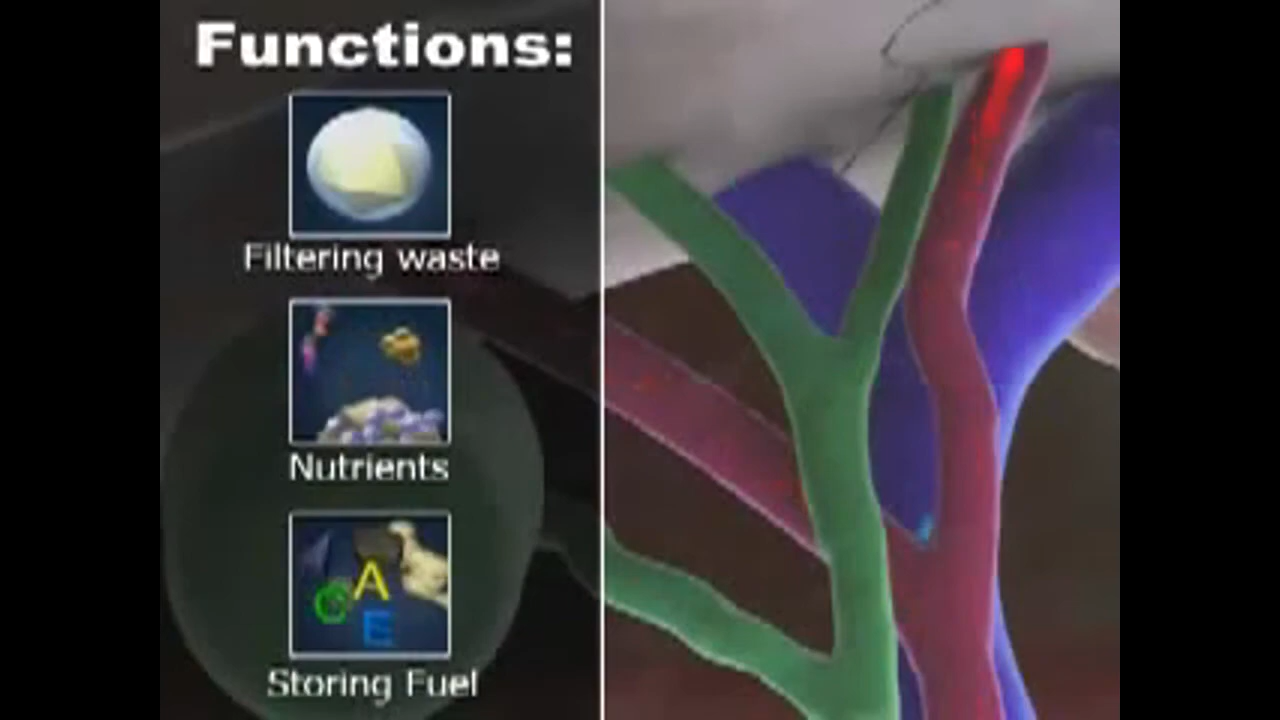 Functions:
Filtering waste
Nutrients
A
C
E
Storing Fuel